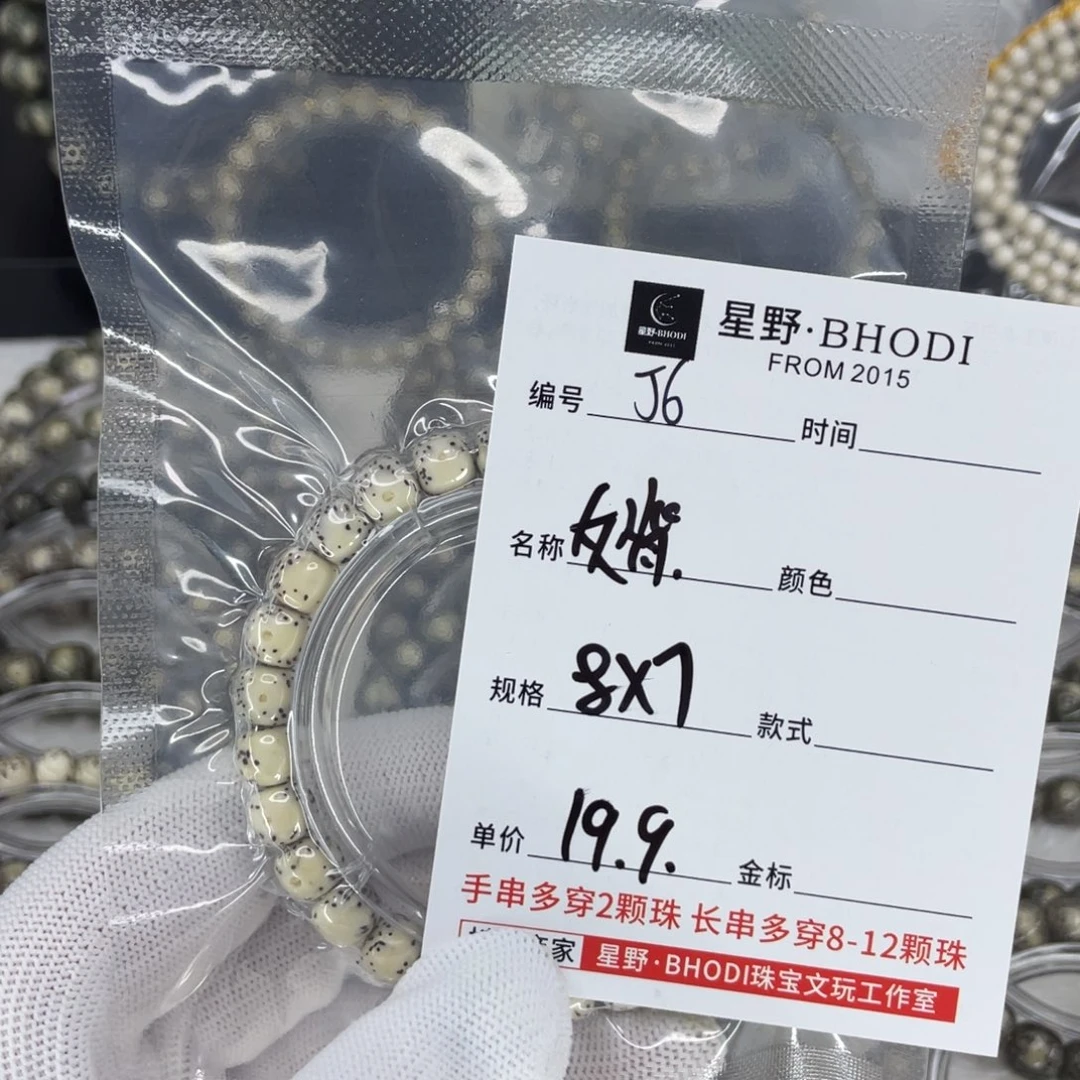 星野·BHODI
星野·BHODI
FROM 2015
编号 J6 时间
名称 反背. 颜色
规格 8X7 款式
单价 19.9. 金标
手串多穿2颗珠 长串多穿8-12颗珠
家 星野·BHODI珠宝文玩工作室